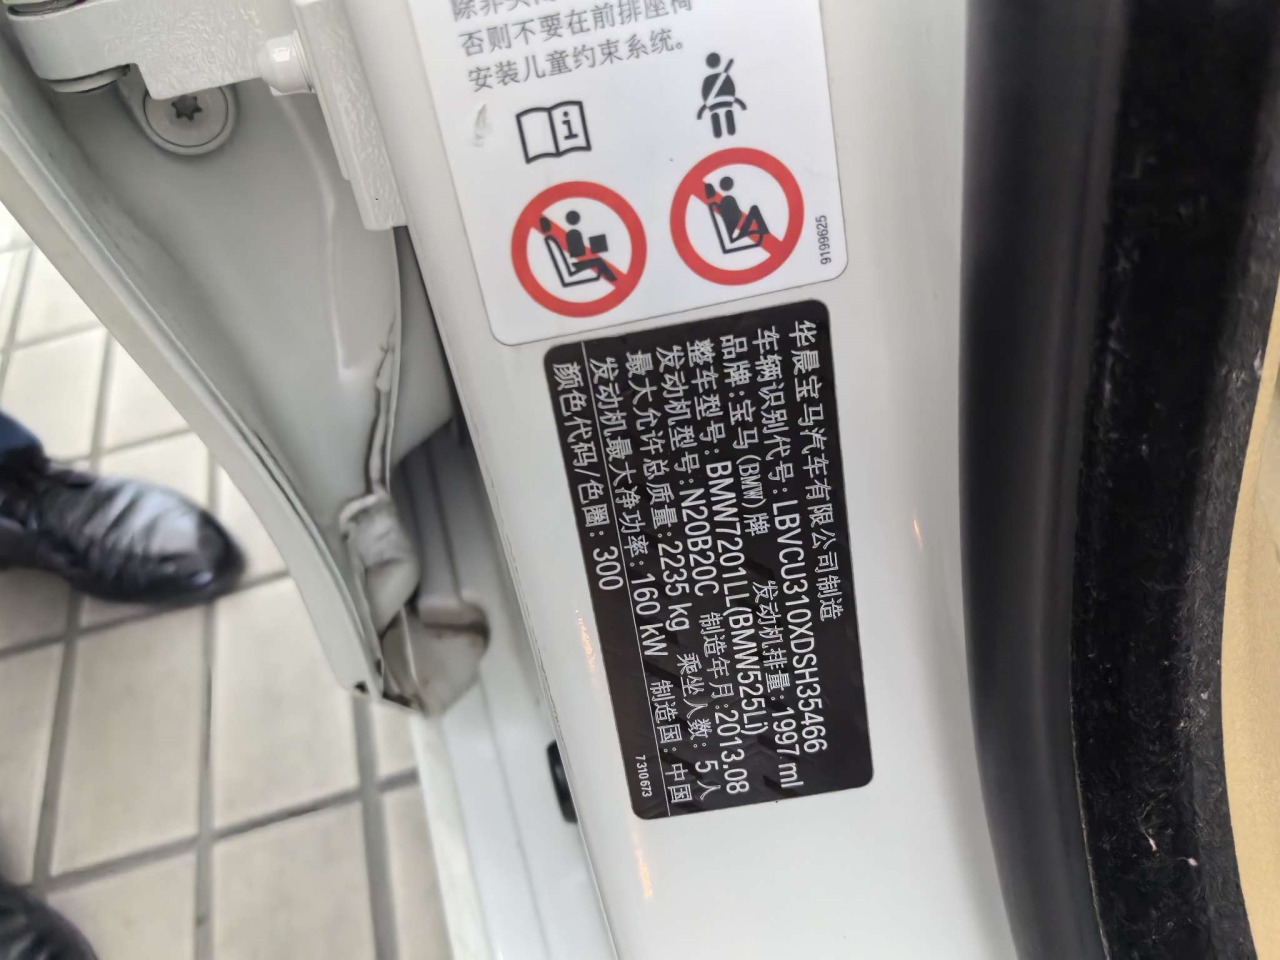 否则不要在前排座椅
安装儿童约束系统。
9199625
华晨宝马汽车有限公司制造
车辆识别代号:LBVCU310XDSH35466
品牌:宝马(BMW)牌 发动机排量:1997 ml
整车型号:BMW7201LL(BMW525Li)
发动机型号:N20B20C 制造年月:2013.08
最大允许总质量:2235 kg 乘坐人数: 5 人
发动机最大净功率:160 kW 制造国:中国
颜色代码/色圈: 300 7310673